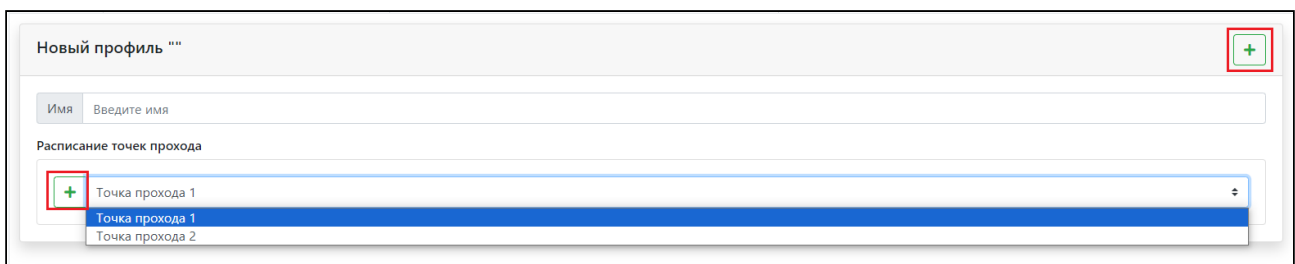 Новый профиль ""
Имя Введите имя
Расписание точек прохода
Точка прохода 1
Точка прохода 1
Точка прохода 2